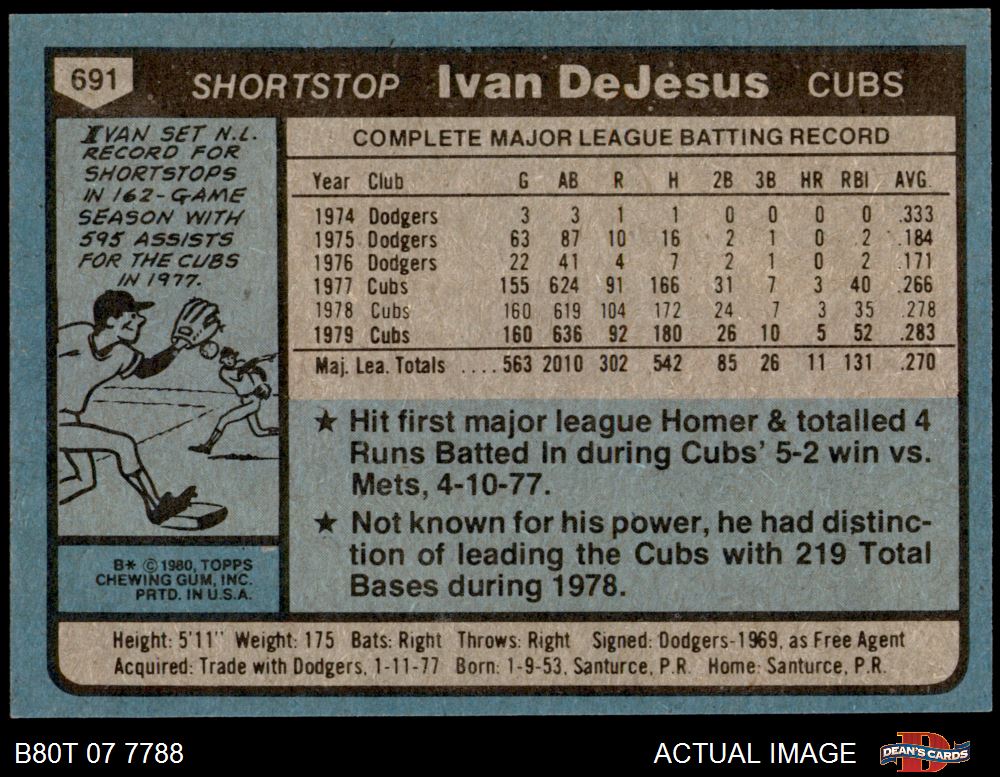 691 SHORTSTOP Ivan DeJesus CUBS
IVAN SET N.L.
RECORD FOR
SHORTSTOPS
IN 162-GAME
SEASON WITH
595 ASSISTS
FOR THE CUBS
IN 1977.
COMPLETE MAJOR LEAGUE BATTING RECORD
Year Club G AB R H 2B 3B HR RBI AVG.
1974 Dodgers 3 3 1 1 0 0 0 0 .333
1975 Dodgers 63 87 10 16 2 1 0 2 .184
1976 Dodgers 22 41 4 7 2 1 0 2 .171
1977 Cubs 155 624 91 166 31 7 3 40 .266
1978 Cubs 160 619 104 172 24 7 3 35 .278
1979 Cubs 160 636 92 180 26 10 5 52 .283
Maj. Lea. Totals .... 563 2010 302 542 85 26 11 131 .270
★ Hit first major league Homer & totalled 4
Runs Batted In during Cubs' 5-2 win vs.
Mets, 4-10-77.
★ Not known for his power, he had distinc-
tion of leading the Cubs with 219 Total
Bases during 1978.
B* © 1980, TOPPS
CHEWING GUM, INC.
PRTD. IN U.S.A.
Height: 5'11" Weight: 175 Bats: Right Throws: Right Signed: Dodgers-1969, as Free Agent
Acquired: Trade with Dodgers, 1-11-77 Born: 1-9-53, Santurce, P.R. Home: Santurce, P.R.
B80T 07 7788 ACTUAL IMAGE DEAN'S CARDS